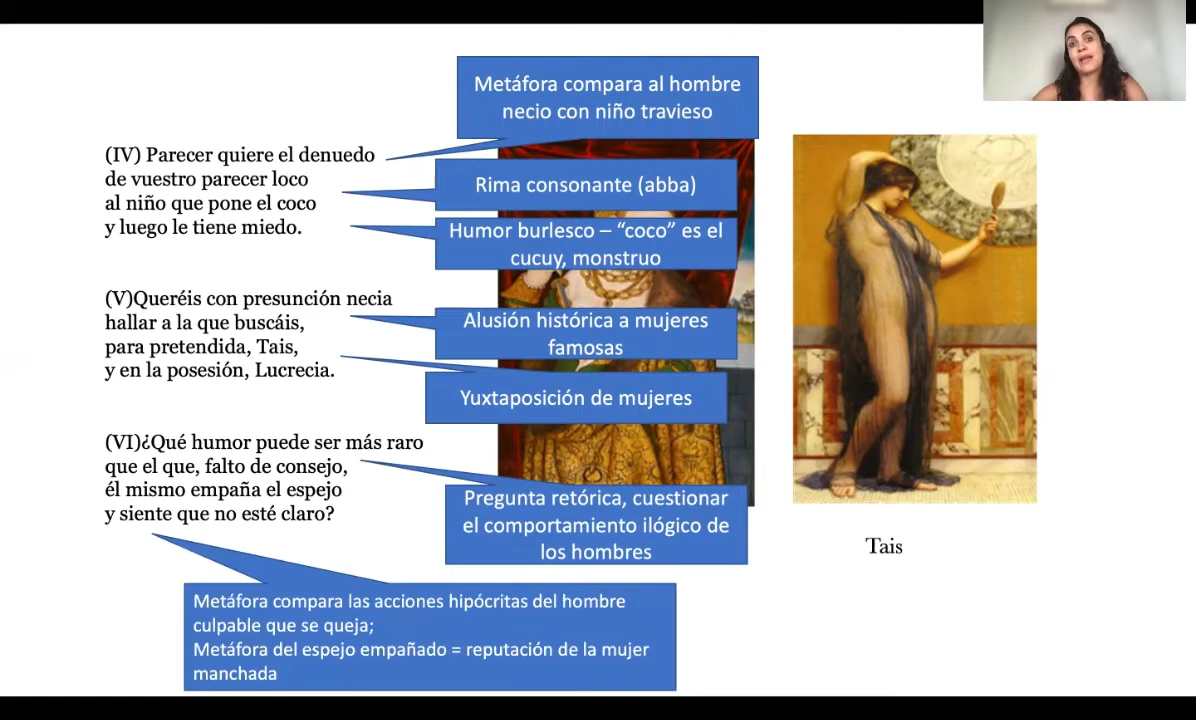 Metáfora compara al hombre
necio con niño travieso
(IV) Parecer quiere el denuedo
de vuestro parecer loco
al niño que pone el coco
y luego le tiene miedo.
Rima consonante (abba)
Humor burlesco – “coco” es el
cucuy, monstruo
(V)Queréis con presunción necia
hallar a la que buscáis,
para pretendida, Tais,
y en la posesión, Lucrecia.
Alusión histórica a mujeres
famosas
Yuxtaposición de mujeres
(VI)¿Qué humor puede ser más raro
que el que, falto de consejo,
él mismo empaña el espejo
y siente que no esté claro?
Pregunta retórica, cuestionar
el comportamiento ilógico de
los hombres
Tais
Metáfora compara las acciones hipócritas del hombre
culpable que se queja;
Metáfora del espejo empañado = reputación de la mujer
manchada